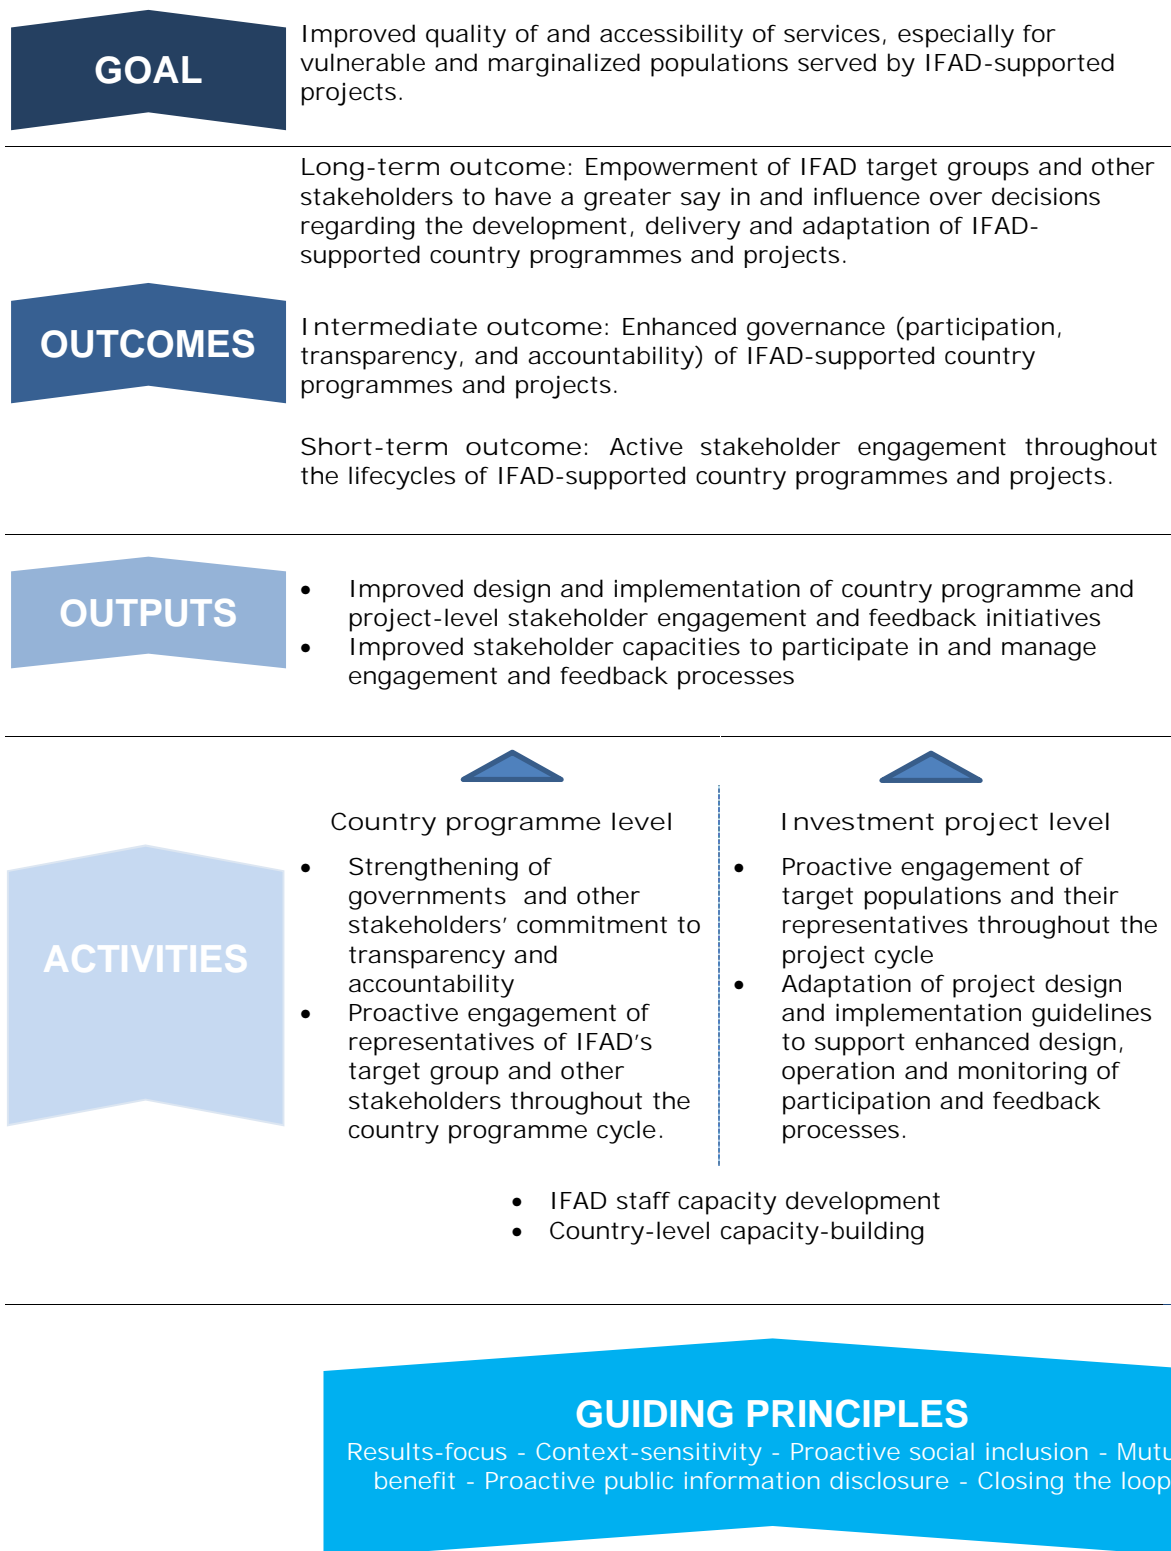 GOAL
Improved quality of and accessibility of services, especially for
vulnerable and marginalized populations served by IFAD-supported
projects.
Long-term outcome: Empowerment of IFAD target groups and other
stakeholders to have a greater say in and influence over decisions
regarding the development, delivery and adaptation of IFAD-
supported country programmes and projects.
OUTCOMES
Intermediate outcome: Enhanced governance (participation,
transparency, and accountability) of IFAD-supported country
programmes and projects.
Short-term outcome: Active stakeholder engagement throughout
the lifecycles of IFAD-supported country programmes and projects.
OUTPUTS
• Improved design and implementation of country programme and
project-level stakeholder engagement and feedback initiatives
• Improved stakeholder capacities to participate in and manage
engagement and feedback processes
ACTIVITIES
Country programme level
• Strengthening of
governments and other
stakeholders’ commitment to
transparency and
accountability
• Proactive engagement of
representatives of IFAD’s
target group and other
stakeholders throughout the
country programme cycle.
Investment project level
• Proactive engagement of
target populations and their
representatives throughout the
project cycle
• Adaptation of project design
and implementation guidelines
to support enhanced design,
operation and monitoring of
participation and feedback
processes.
• IFAD staff capacity development
• Country-level capacity-building
GUIDING PRINCIPLES
Results-focus - Context-sensitivity - Proactive social inclusion -
benefit - Proactive public information disclosure - Closing the loop